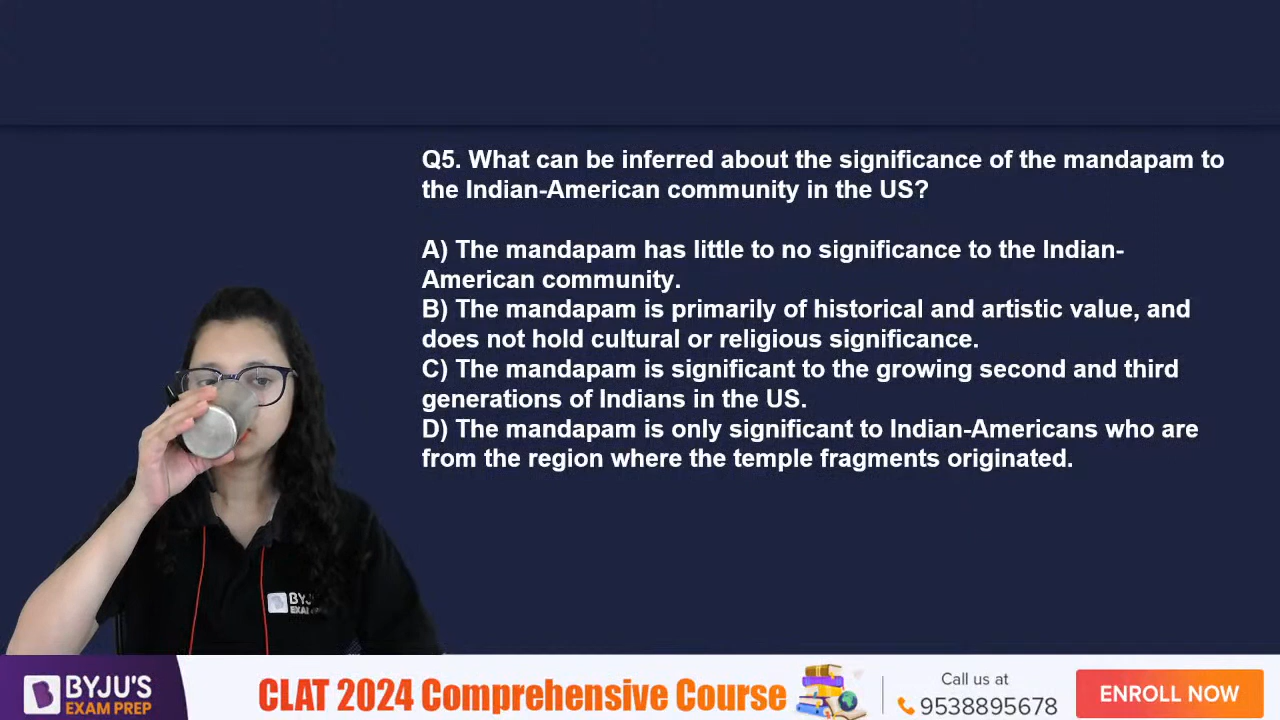 Q5. What can be inferred about the significance of the mandapam to
the Indian-American community in the US?
A) The mandapam has little to no significance to the Indian-
American community.
B) The mandapam is primarily of historical and artistic value, and
does not hold cultural or religious significance.
C) The mandapam is significant to the growing second and third
generations of Indians in the US.
D) The mandapam is only significant to Indian-Americans who are
from the region where the temple fragments originated.
BYJU'S
EXAM PREP
CLAT 2024 Comprehensive Course
Call us at
9538895678
ENROLL NOW